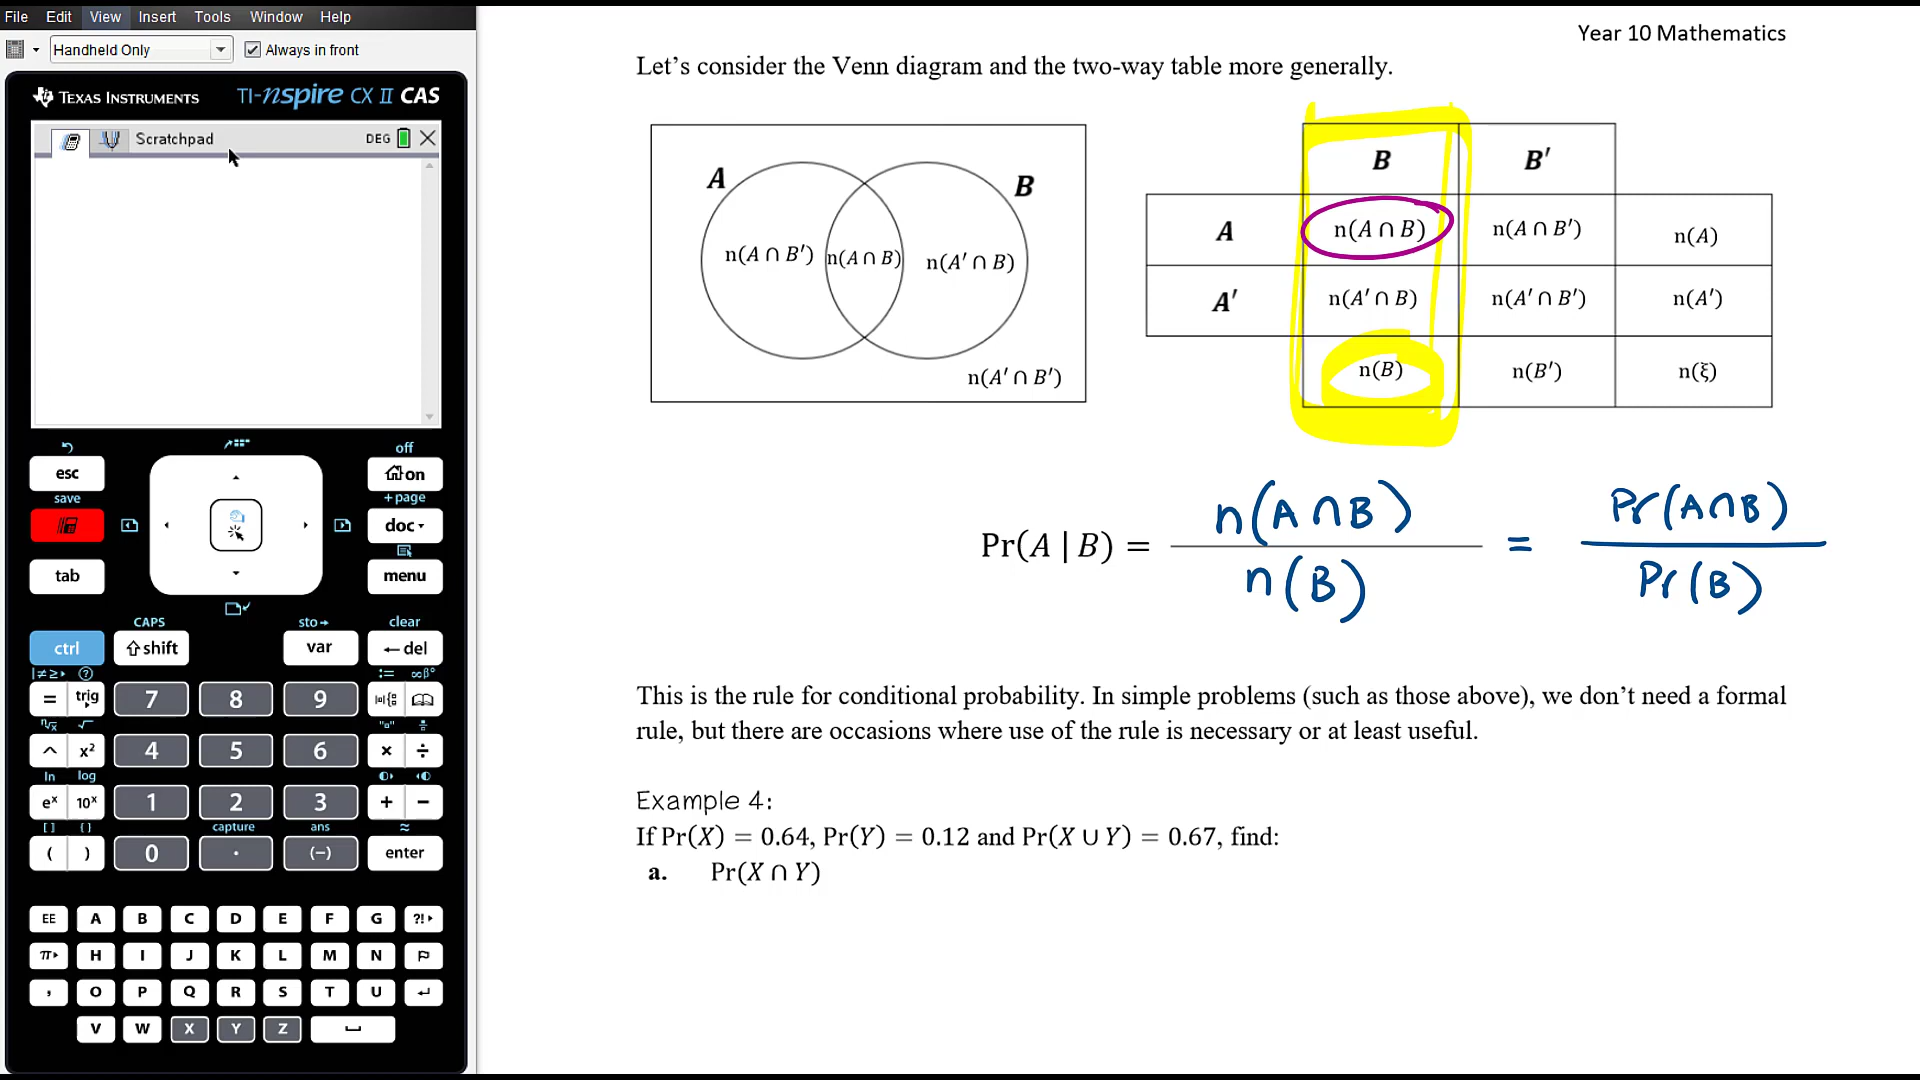 File Edit View Insert Tools Window Help
Handheld Only Always in front
TEXAS INSTRUMENTS TI-nspire CX II CAS
Scratchpad DEG
off
esc on
save + page
doc
tab menu
CAPS sto→ clear
ctrl ⇧shift var ←del
|≠≥▸ ? := ∞β°
= trig 7 8 9
ⁿ√x √ "▫"
^ x² 4 5 6 × ÷
ln log
eˣ 10ˣ 1 2 3 + −
[ ] { } capture ans ≈
( ) 0 . (−) enter
EE A B C D E F G ?!▸
π▸ H I J K L M N
, O P Q R S T U ↵
V W X Y Z
Year 10 Mathematics
Let’s consider the Venn diagram and the two-way table more generally.
A B
n(A ∩ B′) n(A ∩ B) n(A′ ∩ B)
n(A′ ∩ B′)
B B′
A n(A ∩ B) n(A ∩ B′) n(A)
A′ n(A′ ∩ B) n(A′ ∩ B′) n(A′)
n(B) n(B′) n(ξ)
n(A∩B) Pr(A∩B)
Pr(A | B) = =
n(B) Pr(B)
This is the rule for conditional probability. In simple problems (such as those above), we don’t need a formal
rule, but there are occasions where use of the rule is necessary or at least useful.
Example 4:
If Pr(X) = 0.64, Pr(Y) = 0.12 and Pr(X ∪ Y) = 0.67, find:
a. Pr(X ∩ Y)